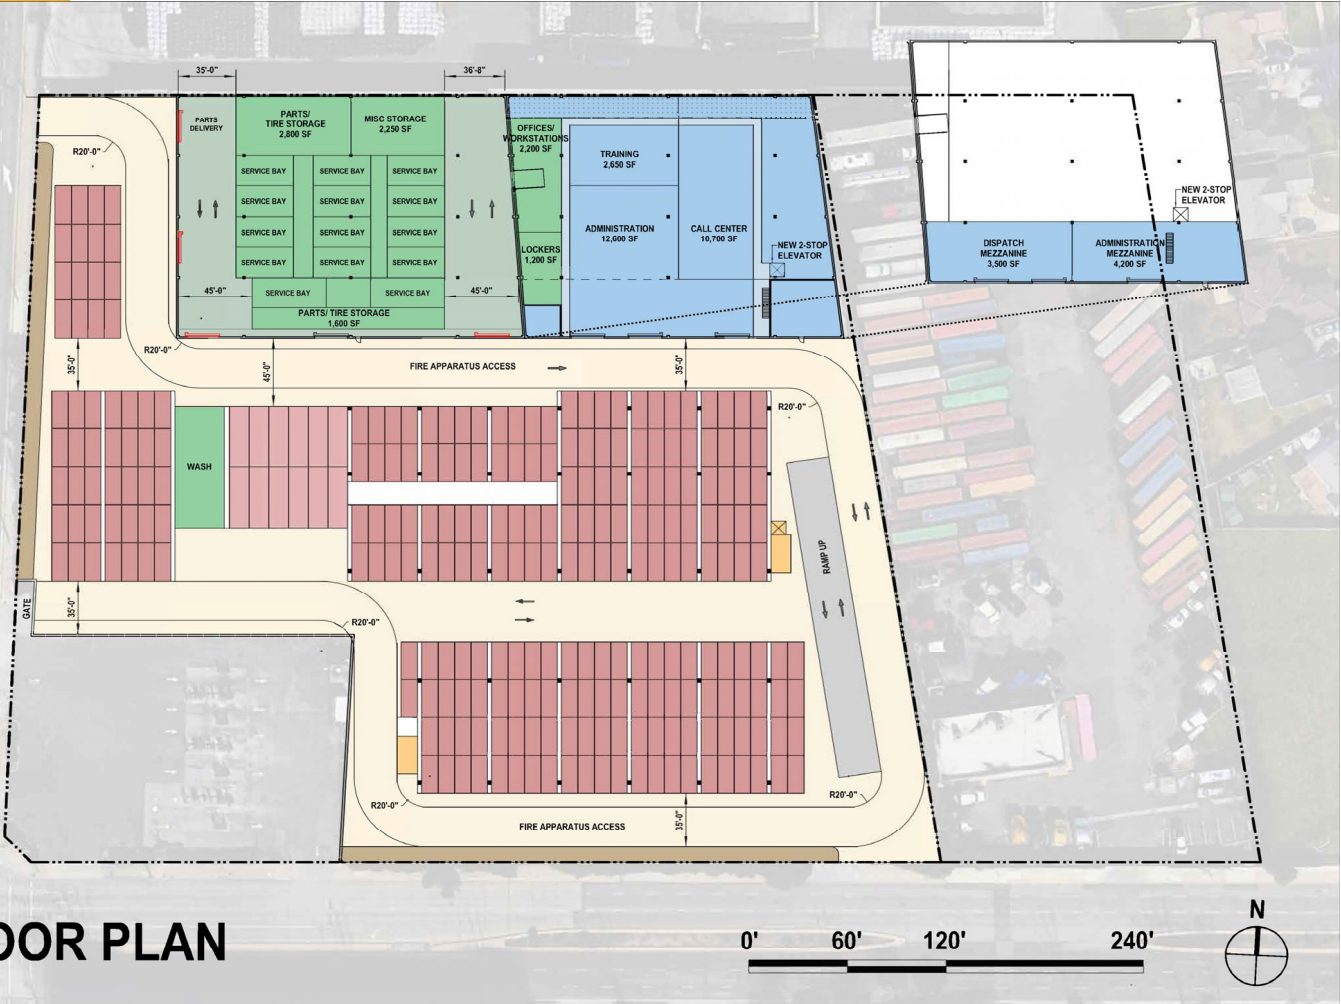 35'-0"
36'-8"
PARTS
DELIVERY
PARTS/
TIRE STORAGE
2,800 SF
MISC STORAGE
2,250 SF
OFFICES/
WORKSTATIONS
2,200 SF
TRAINING
2,650 SF
R20'-0"
SERVICE BAY
SERVICE BAY
SERVICE BAY
SERVICE BAY
SERVICE BAY
SERVICE BAY
SERVICE BAY
SERVICE BAY
SERVICE BAY
SERVICE BAY
SERVICE BAY
SERVICE BAY
NEW 2-STOP
ELEVATOR
ADMINISTRATION
12,600 SF
CALL CENTER
10,700 SF
LOCKERS
1,200 SF
NEW 2-STOP
ELEVATOR
DISPATCH
MEZZANINE
3,500 SF
ADMINISTRATION
MEZZANINE
4,200 SF
45'-0"
SERVICE BAY
SERVICE BAY
45'-0"
PARTS/ TIRE STORAGE
1,600 SF
R20'-0"
35'-0"
45'-0"
FIRE APPARATUS ACCESS
35'-0"
R20'-0"
WASH
RAMP UP
GATE
35'-0"
R20'-0"
R20'-0"
R20'-0"
FIRE APPARATUS ACCESS
35'-0"
OOR PLAN
0' 60' 120' 240'
N